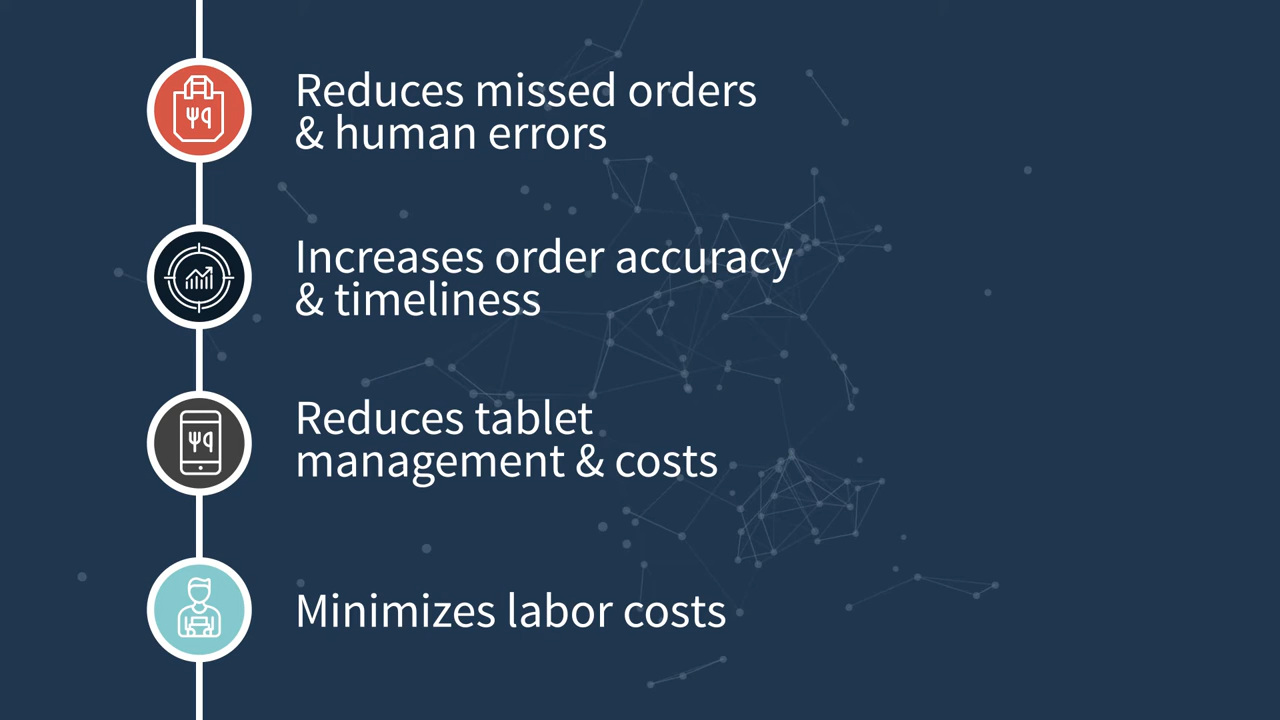 Reduces missed orders
& human errors
Increases order accuracy
& timeliness
Reduces tablet
management & costs
Minimizes labor costs